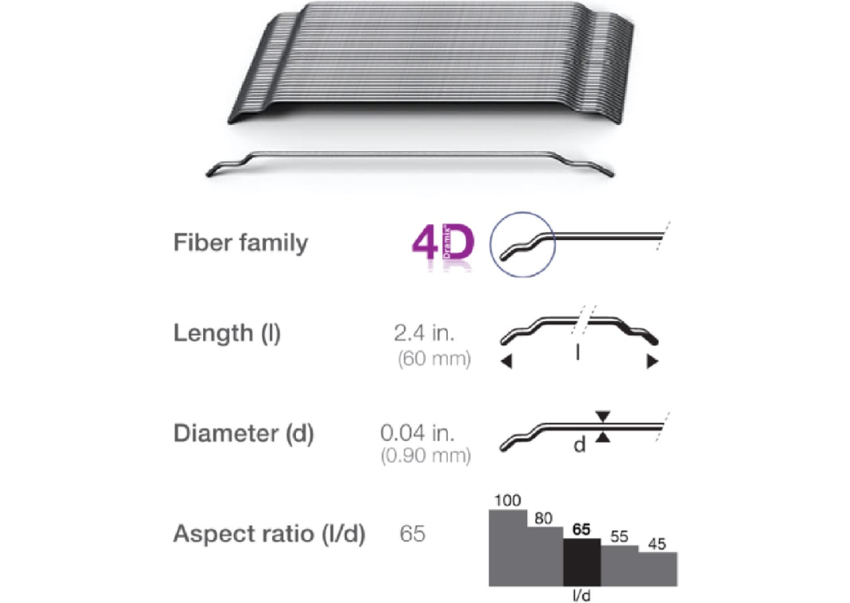 Fiber family
4D
Dramix
Length (l)
2.4 in.
(60 mm)
l
Diameter (d)
0.04 in.
(0.90 mm)
d
Aspect ratio (l/d)
65
100
80
65
55
45
l/d